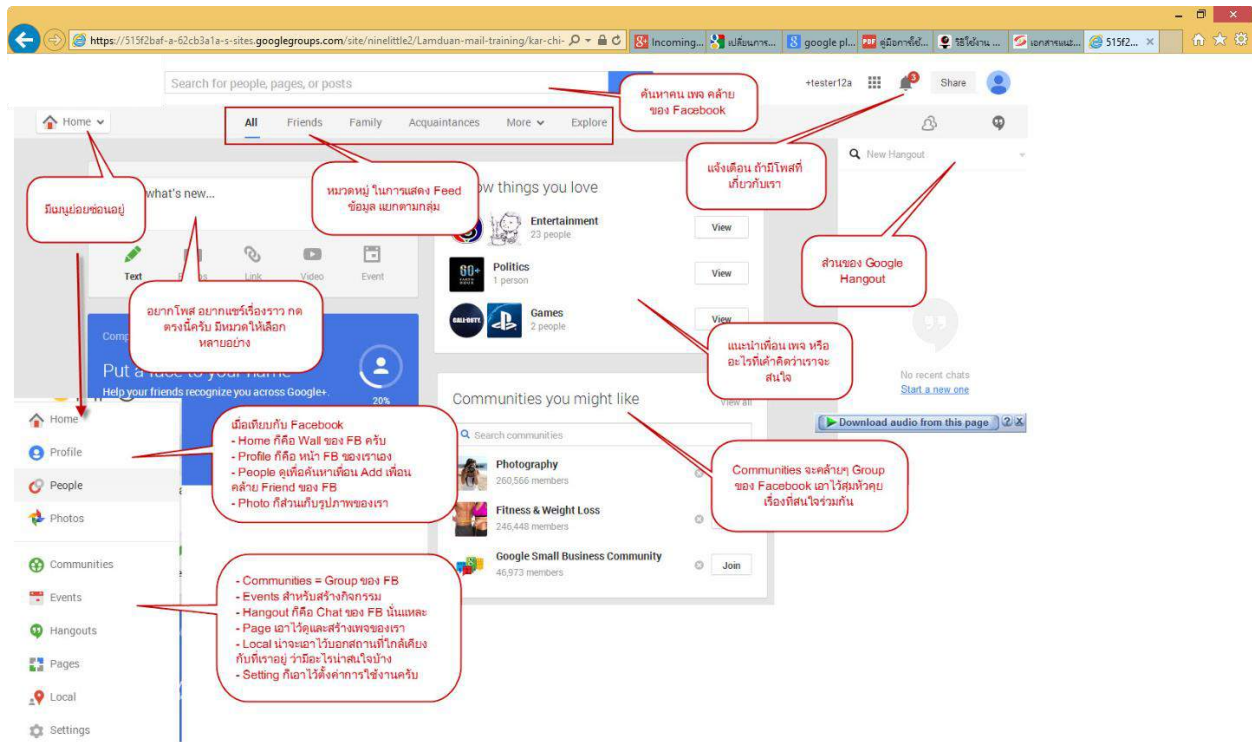 https://515f2baf-a-62cb3a1a-s-sites.googlegroups.com/site/ninelittle2/Lamduan-mail-training/kar-chi-
Incoming...
เปลี่ยนการ...
google pl...
คู่มือการใช้...
วิธีใช้งาน ...
เอกสารแนะ...
515f2...
Search for people, pages, or posts
+tester12a
3
Share
ค้นหาคน เพจ คล้าย
ของ Facebook
Home
All Friends Family Acquaintances More Explore
New Hangout
แจ้งเตือน ถ้ามีโพสที่
เกี่ยวกับเรา
มีเมนูย่อยซ่อนอยู่
what's new...
หมวดหมู่ ในการแสดง Feed
ข้อมูล แยกตามกลุ่ม
things you love
Entertainment
23 people
View
Politics
1 person
View
Games
2 people
View
Text
Link
Video
Event
ส่วนของ Google
Hangout
อยากโพส อยากแชร์เรื่องราว กด
ตรงนี้ครับ มีหมวดให้เลือก
หลายอย่าง
แนะนำเพื่อน เพจ หรือ
อะไรที่เค้าคิดว่าเราจะ
สนใจ
Put a face to your name
Help your friends recognize you across Google+.
20%
No recent chats
Start a new one
Download audio from this page
Communities you might like
View all
Search communities
Photography
260,566 members
Fitness & Weight Loss
246,448 members
Google Small Business Community
46,973 members
Join
Communities จะคล้ายๆ Group
ของ Facebook เอาไว้สุมหัวคุย
เรื่องที่สนใจร่วมกัน
Home
Profile
People
Photos
Communities
Events
Hangouts
Pages
Local
Settings
เมื่อเทียบกับ Facebook
- Home ก็คือ Wall ของ FB ครับ
- Profile ก็คือ หน้า FB ของเราเอง
- People ดูเพื่อค้นหาเพื่อน Add เพื่อน
คล้าย Friend ของ FB
- Photo ก็ส่วนเก็บรูปภาพของเรา
- Communities = Group ของ FB
- Events สำหรับสร้างกิจกรรม
- Hangout ก็คือ Chat ของ FB นั่นแหละ
- Page เอาไว้ดูและสร้างเพจของเรา
- Local น่าจะเอาไว้บอกสถานที่ใกล้เคียง
กับที่เราอยู่ ว่ามีอะไรน่าสนใจบ้าง
- Setting ก็เอาไว้ตั้งค่าการใช้งานครับ